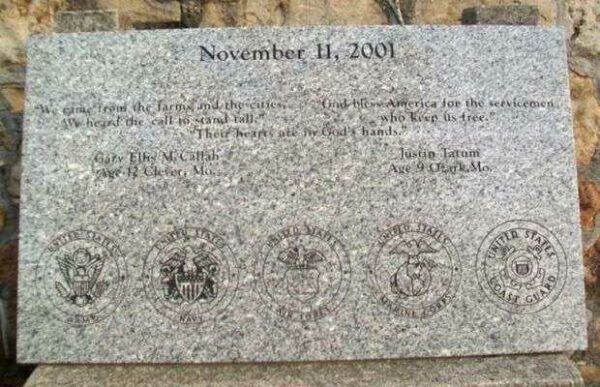 November 11, 2001
"We came from the farms and the cities,
We heard the call to stand tall."
"God bless America for the servicemen
who keep us free."
"Their hearts are in God's hands."
Gary Ellis McCallah
Age 12 Clever, Mo.
Justin Tatum
Age 9 Ozark, Mo.
UNITED STATES
ARMY
UNITED STATES
NAVY
UNITED STATES
AIR FORCE
UNITED STATES
MARINE CORPS
UNITED STATES
COAST GUARD